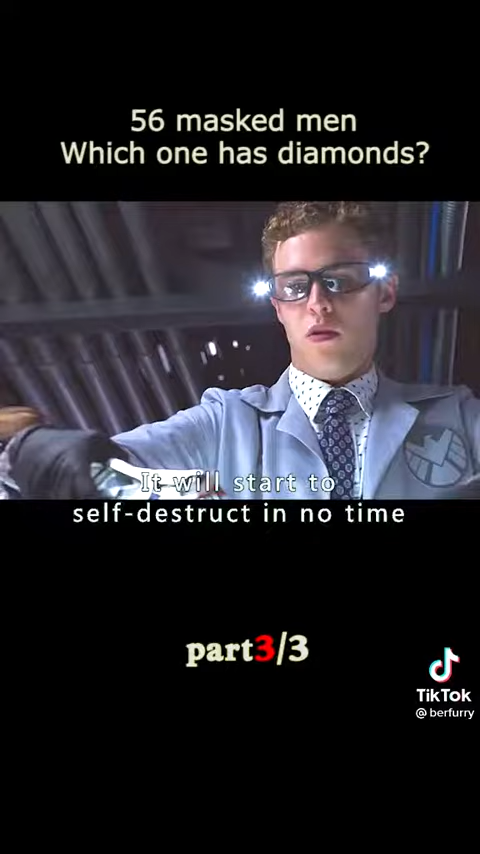 56 masked men
Which one has diamonds?
It will start to
self-destruct in no time
part3/3
TikTok
@ berfurry